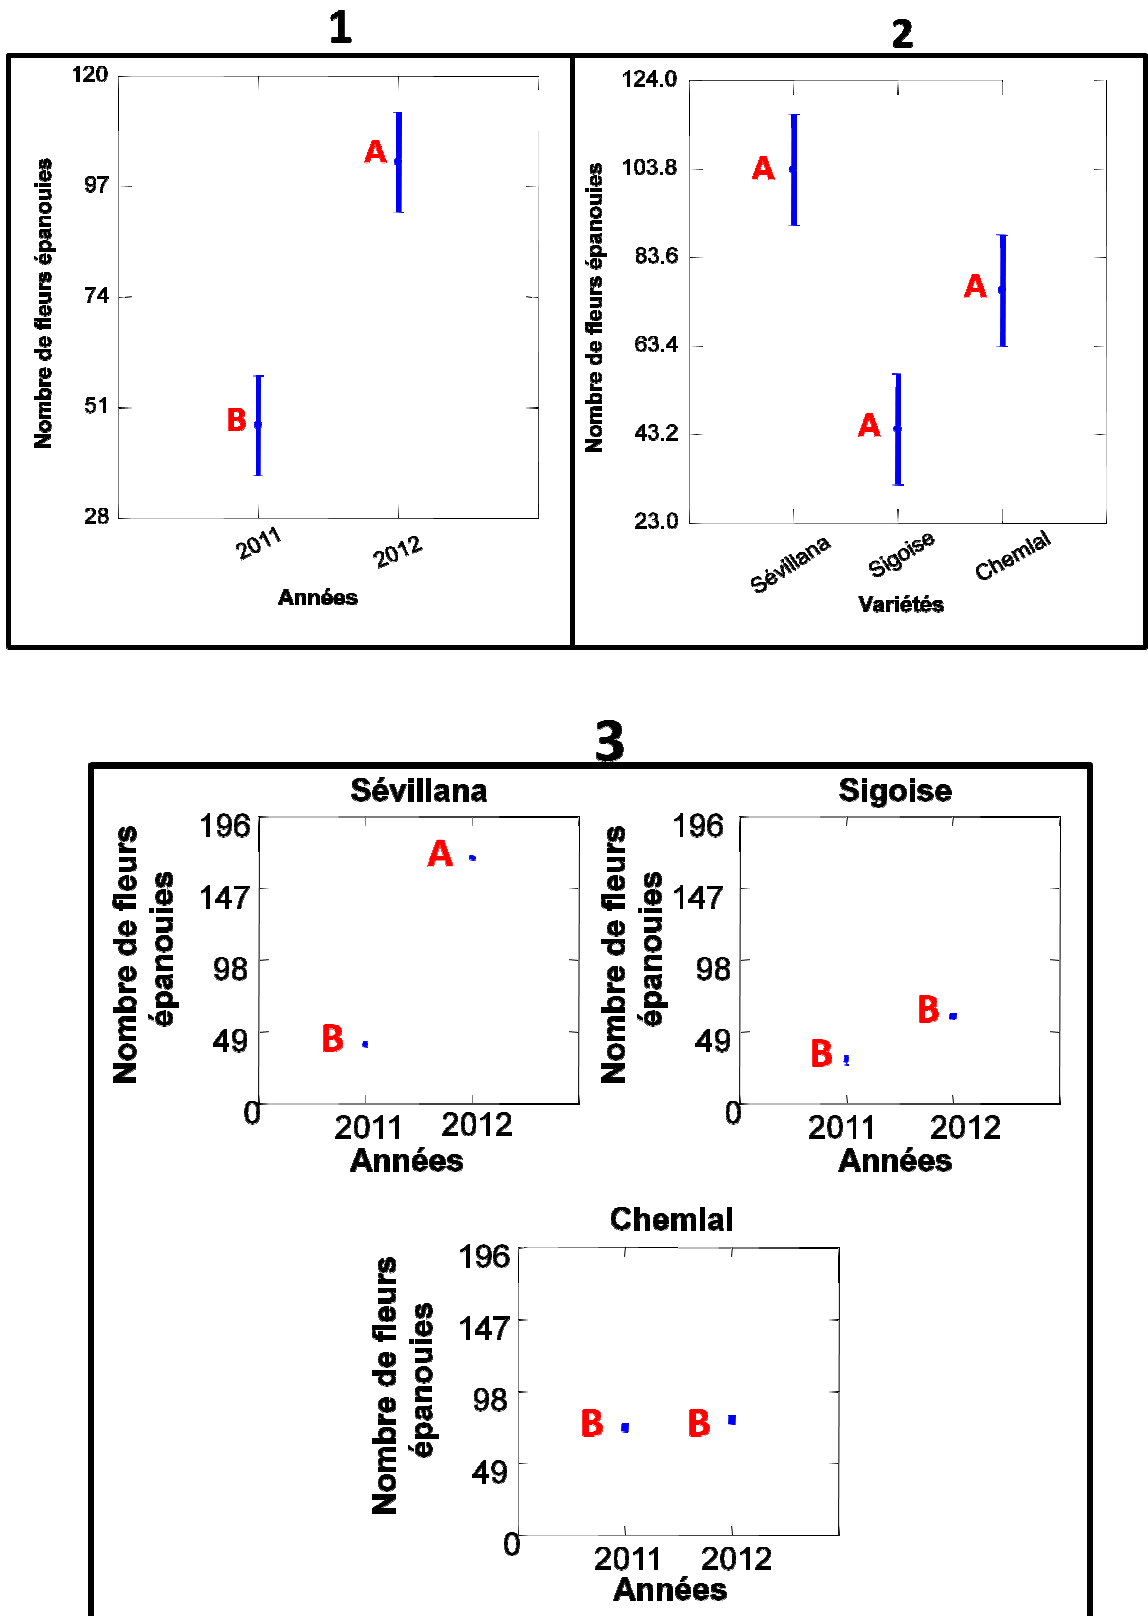 1
120
97
74
51
28
A
B
Nombre de fleurs épanouies
2011
2012
Années
2
124.0
103.8
83.6
63.4
43.2
23.0
A
A
A
Nombre de fleurs épanouies
Sévillana
Sigoise
Chemlal
Variétés
3
Sévillana
196
147
98
49
0
A
B
Nombre de fleurs
épanouies
2011
2012
Années
Sigoise
196
147
98
49
0
B
B
Nombre de fleurs
épanouies
2011
2012
Années
Chemlal
196
147
98
49
0
B
B
Nombre de fleurs
épanouies
2011
2012
Années